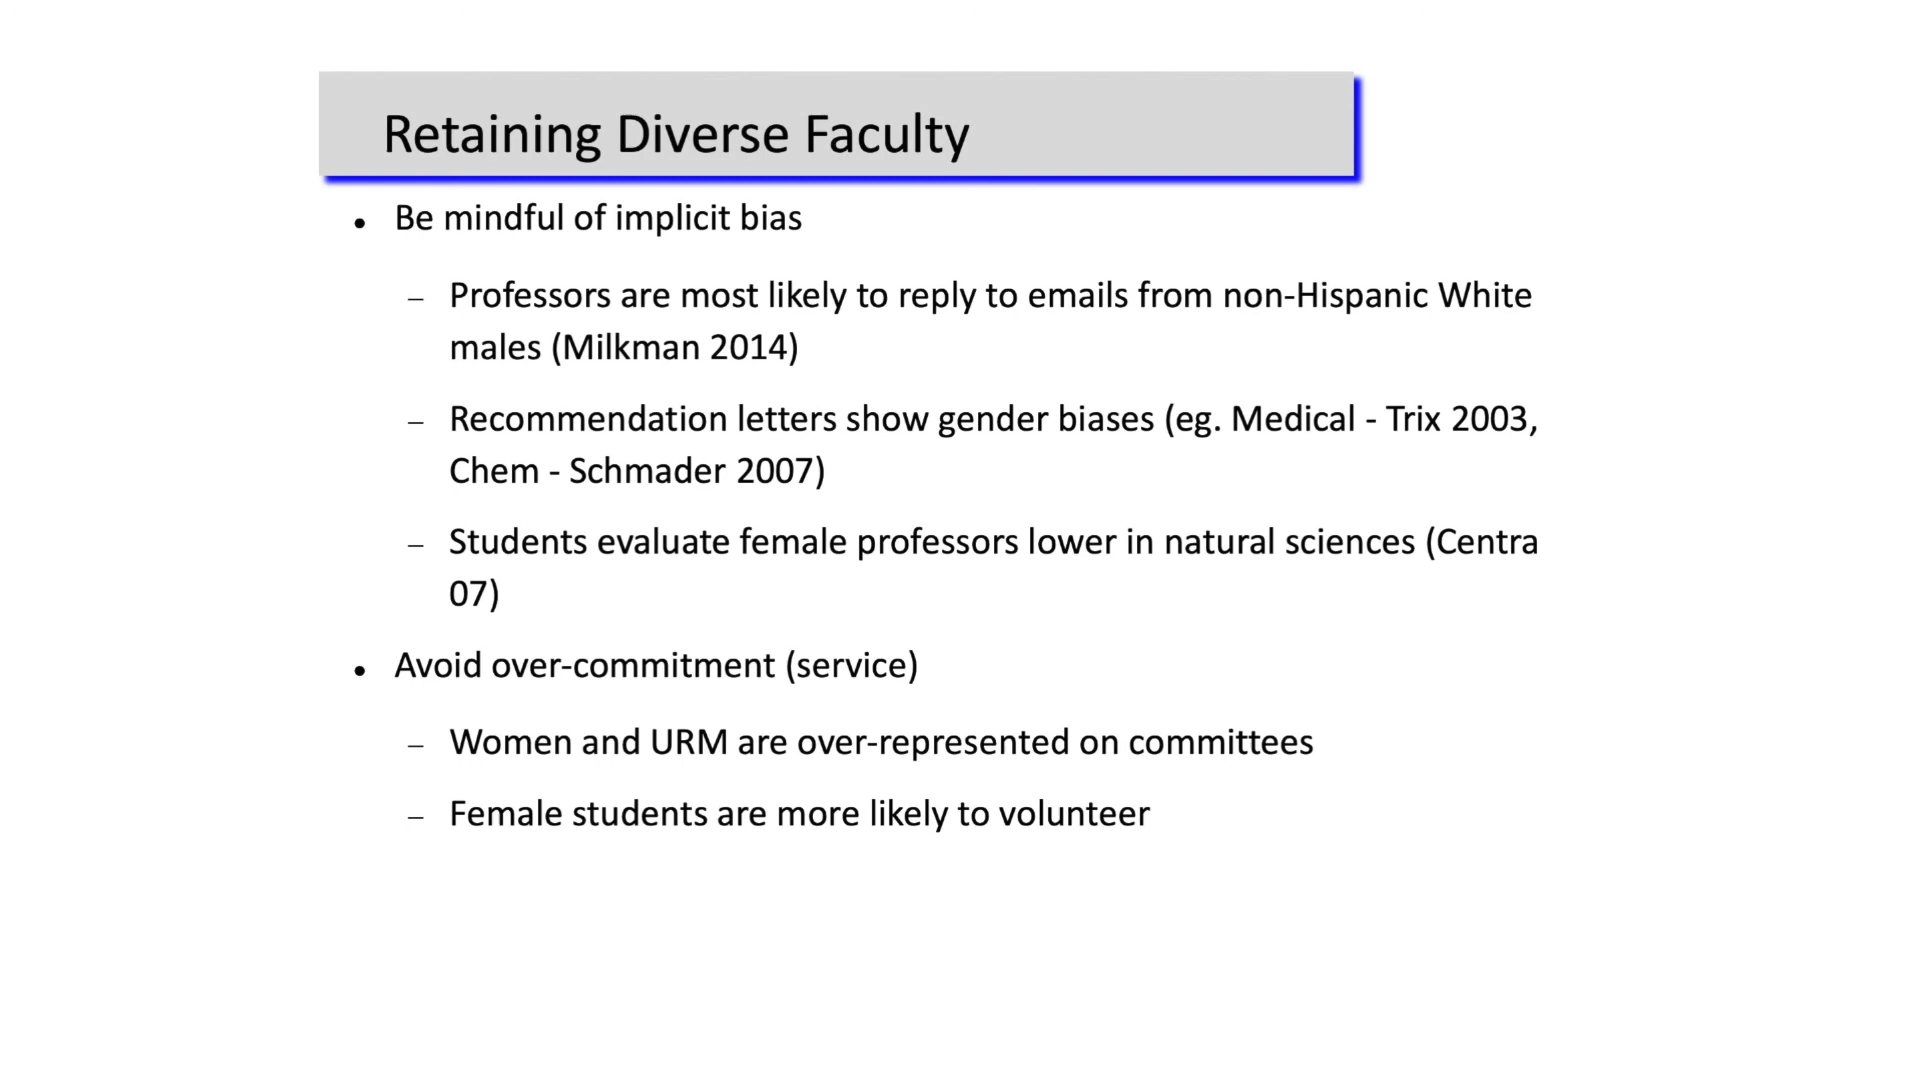 Retaining Diverse Faculty
• Be mindful of implicit bias
– Professors are most likely to reply to emails from non-Hispanic White
males (Milkman 2014)
– Recommendation letters show gender biases (eg. Medical - Trix 2003,
Chem - Schmader 2007)
– Students evaluate female professors lower in natural sciences (Centra
07)
• Avoid over-commitment (service)
– Women and URM are over-represented on committees
– Female students are more likely to volunteer